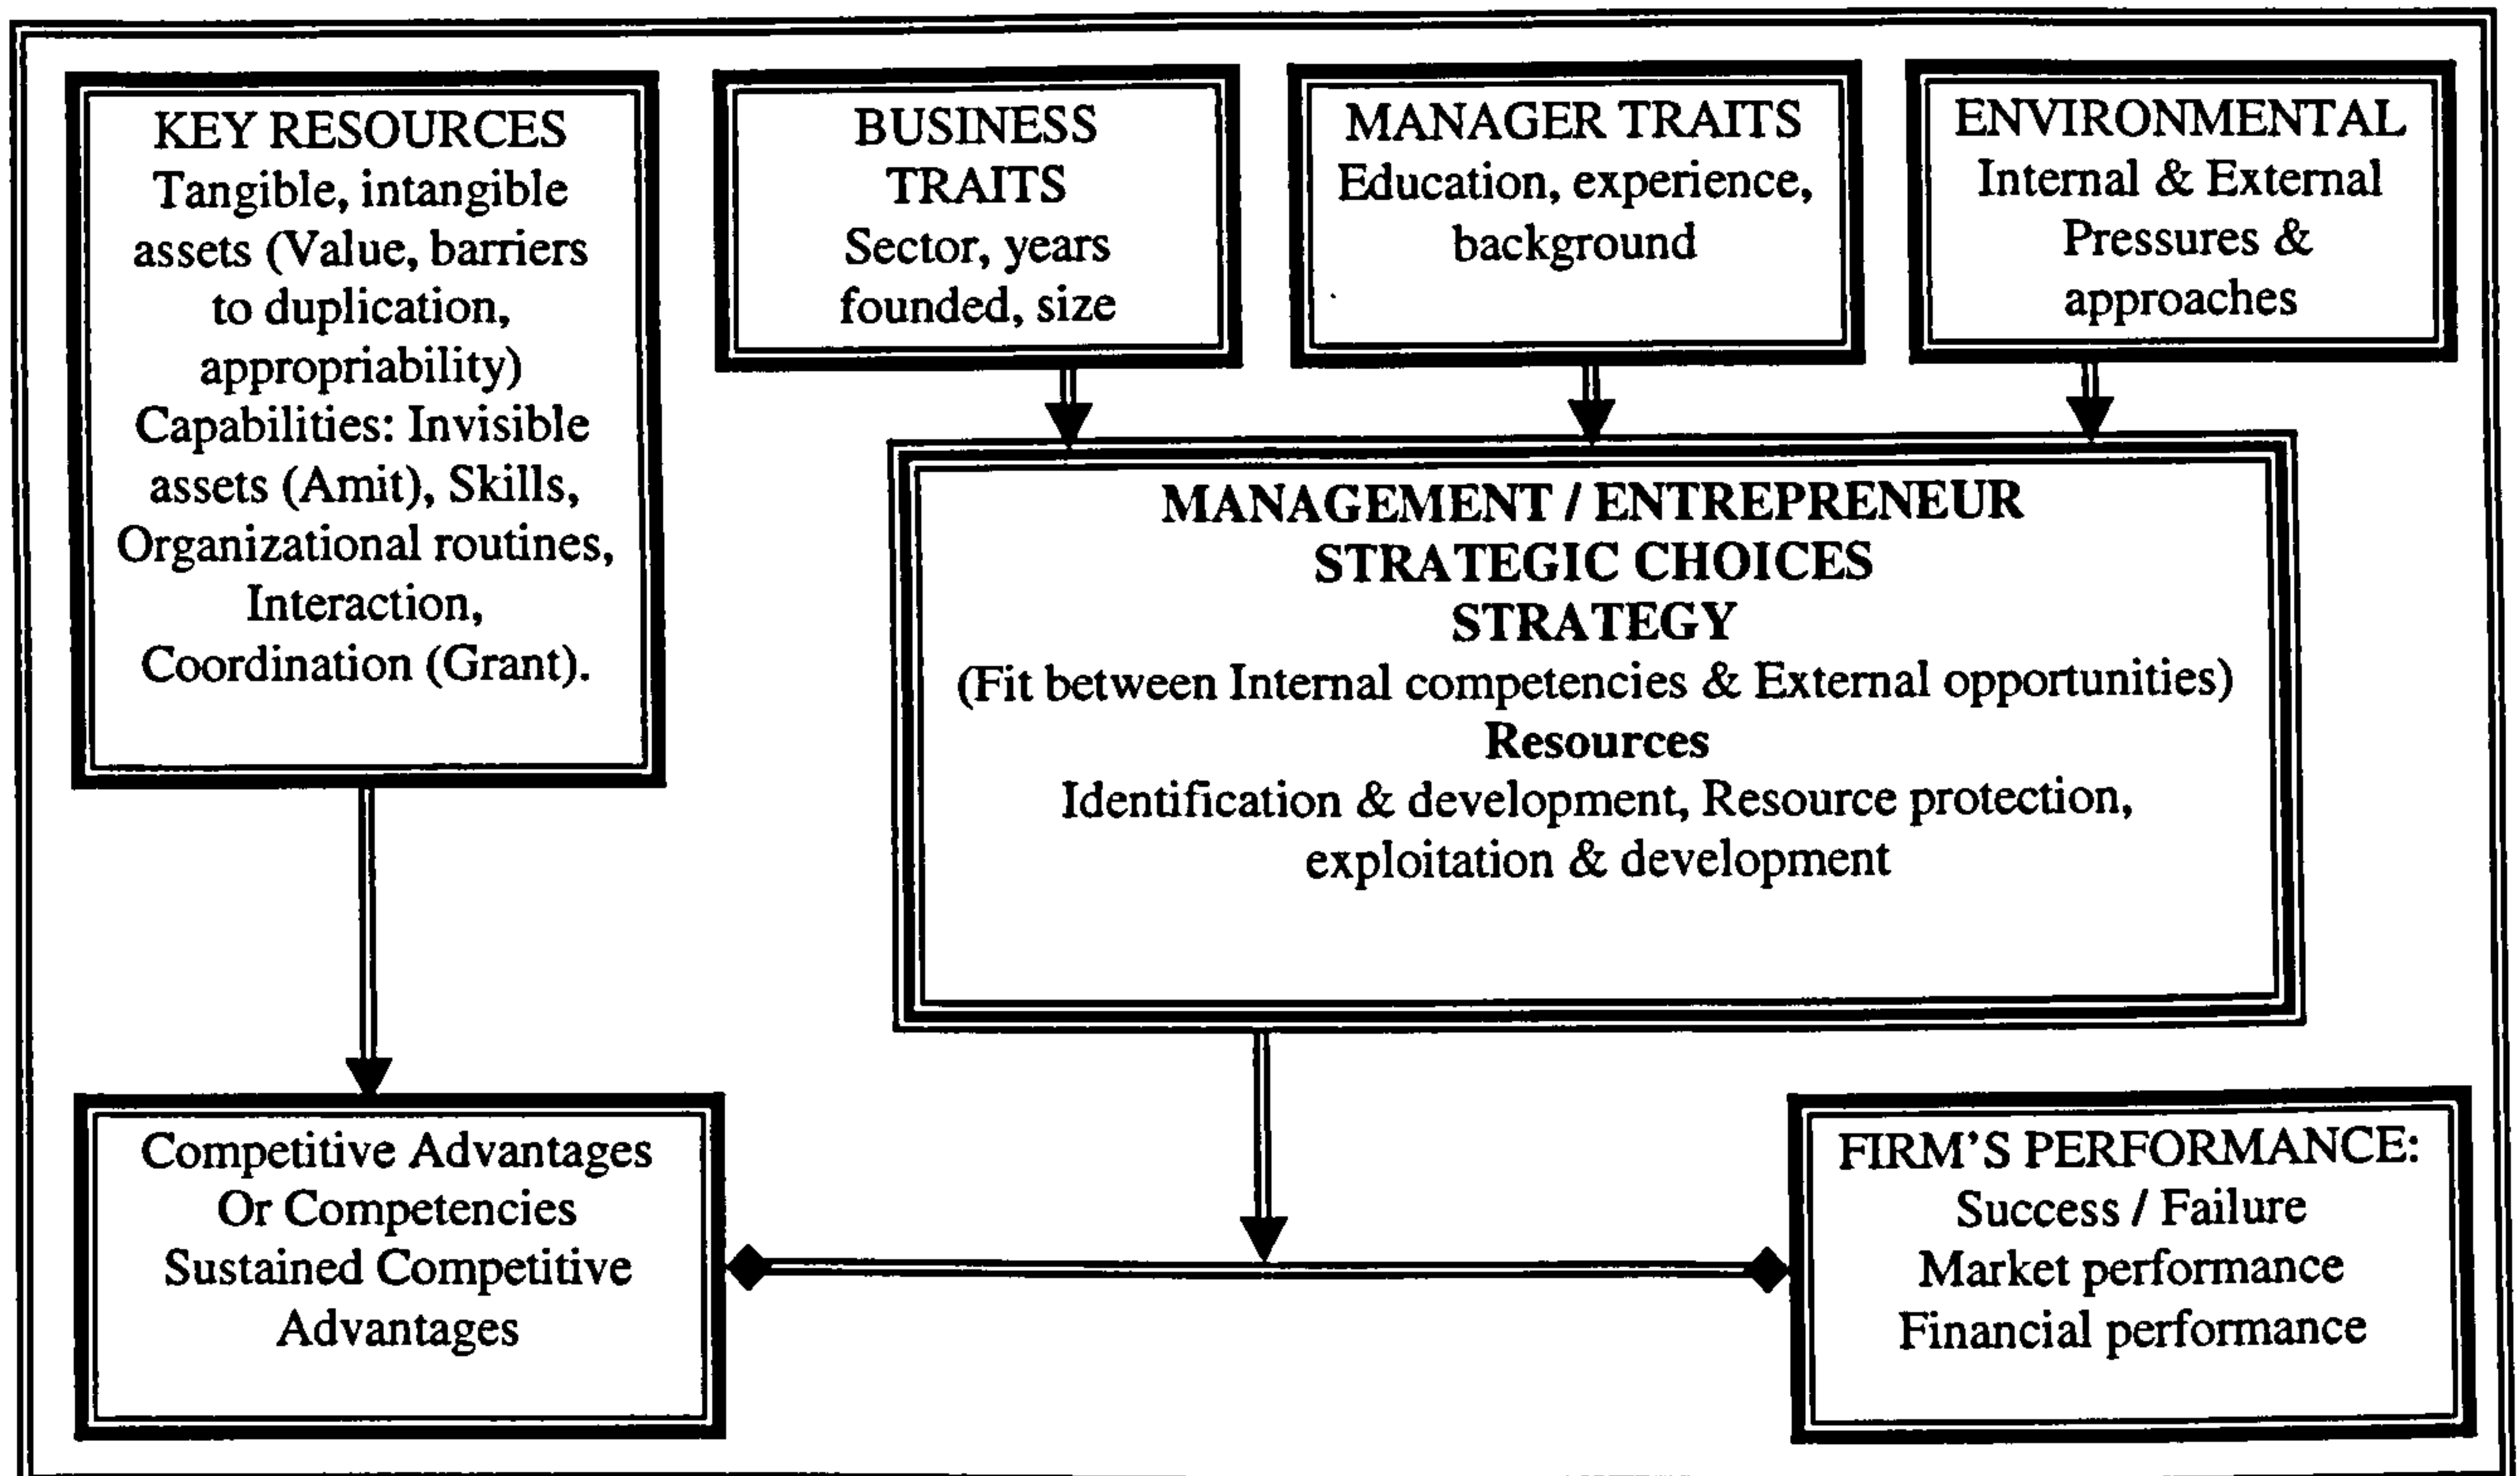 KEY RESOURCES
Tangible, intangible
assets (Value, barriers
to duplication,
appropriability)
Capabilities: Invisible
assets (Amit), Skills,
Organizational routines,
Interaction,
Coordination (Grant).
BUSINESS
TRAITS
Sector, years
founded, size
MANAGER TRAITS
Education, experience,
background
ENVIRONMENTAL
Internal & External
Pressures &
approaches
MANAGEMENT / ENTREPRENEUR
STRATEGIC CHOICES
STRATEGY
(Fit between Internal competencies & External opportunities)
Resources
Identification & development, Resource protection,
exploitation & development
Competitive Advantages
Or Competencies
Sustained Competitive
Advantages
FIRM'S PERFORMANCE:
Success / Failure
Market performance
Financial performance